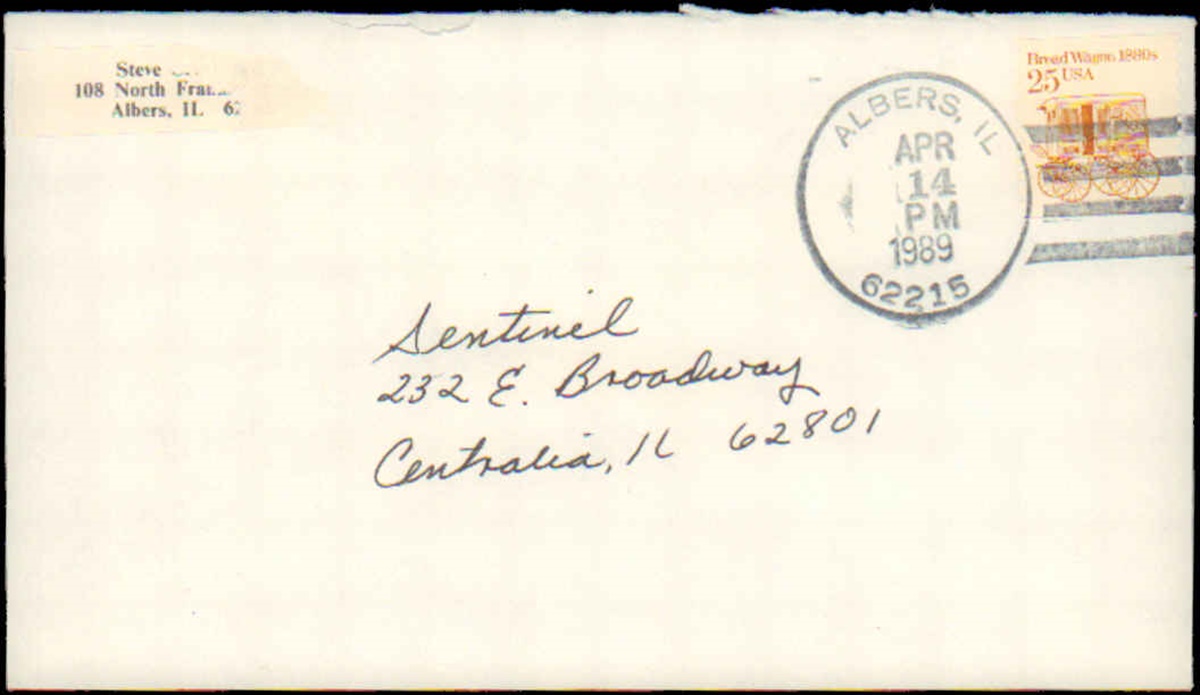 Steve
108 North
Albers, IL
ALBERS, IL
APR
14
PM
1989
62215
Bread Wagon 1880s
25 USA
Sentinel
232 E. Broadway
Centralia, IL 62801